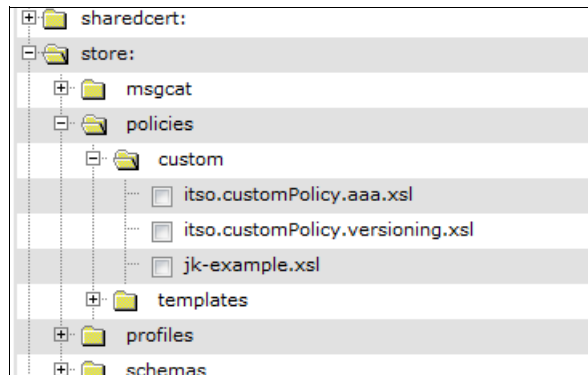 sharedcert:
store:
msgcat
policies
custom
itso.customPolicy.aaa.xsl
itso.customPolicy.versioning.xsl
jk-example.xsl
templates
profiles
schemas